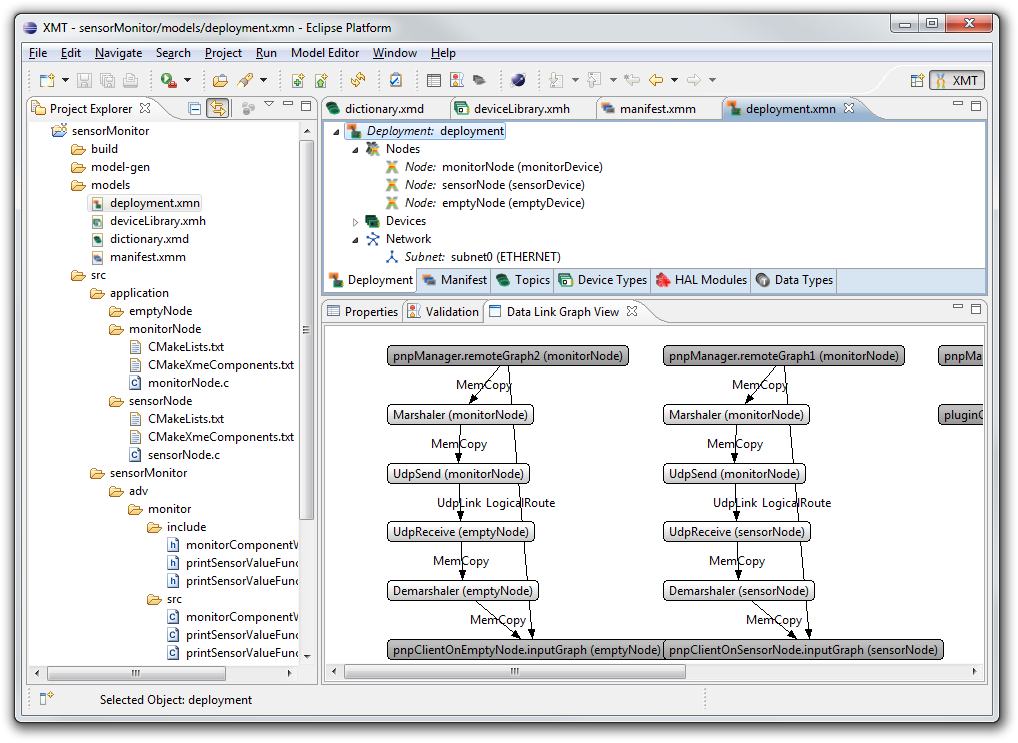 XMT - sensorMonitor/models/deployment.xmn - Eclipse Platform
File Edit Navigate Search Project Run Model Editor Window Help
XMT
Project Explorer
sensorMonitor
build
model-gen
models
deployment.xmn
deviceLibrary.xmh
dictionary.xmd
manifest.xmm
src
application
emptyNode
monitorNode
CMakeLists.txt
CMakeXmeComponents.txt
monitorNode.c
sensorNode
CMakeLists.txt
CMakeXmeComponents.txt
sensorNode.c
sensorMonitor
adv
monitor
include
monitorComponentW
printSensorValueFunc
printSensorValueFunc
src
monitorComponentW
printSensorValueFunc
printSensorValueFunc
dictionary.xmd deviceLibrary.xmh manifest.xmm deployment.xmn
Deployment: deployment
Nodes
Node: monitorNode (monitorDevice)
Node: sensorNode (sensorDevice)
Node: emptyNode (emptyDevice)
Devices
Network
Subnet: subnet0 (ETHERNET)
Deployment Manifest Topics Device Types HAL Modules Data Types
Properties Validation Data Link Graph View
pnpManager.remoteGraph2 (monitorNode) pnpManager.remoteGraph1 (monitorNode) pnpMa
MemCopy MemCopy
Marshaler (monitorNode) Marshaler (monitorNode) pluginC
MemCopy MemCopy
UdpSend (monitorNode) UdpSend (monitorNode)
UdpLink LogicalRoute UdpLink LogicalRoute
UdpReceive (emptyNode) UdpReceive (sensorNode)
MemCopy MemCopy
Demarshaler (emptyNode) Demarshaler (sensorNode)
MemCopy MemCopy
pnpClientOnEmptyNode.inputGraph (emptyNode) pnpClientOnSensorNode.inputGraph (sensorNode)
Selected Object: deployment